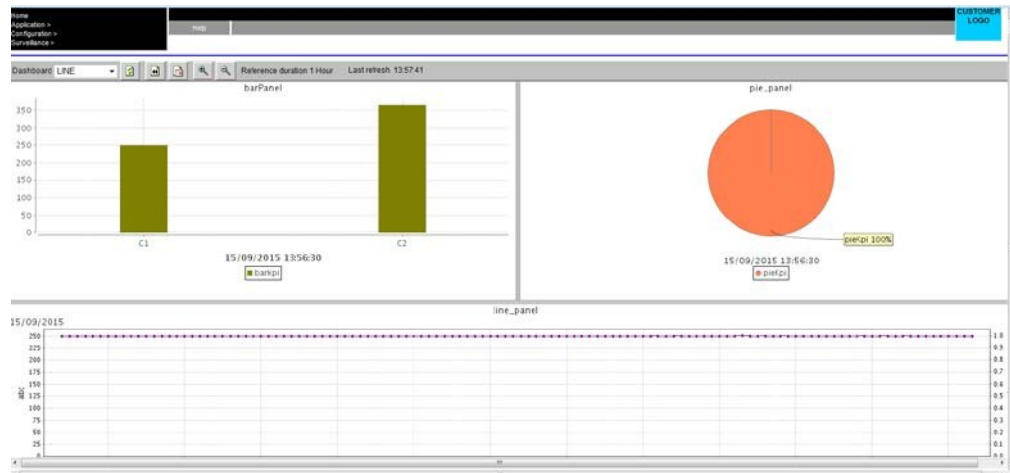 Home
Application >
Configuration >
Surveillance >
Help
CUSTOMER
LOGO
Dashboard LINE
Reference duration 1 Hour
Last refresh 13:57:41
barPanel
350
300
250
200
150
100
50
0
C1
C2
15/09/2015 13:56:30
barkpi
pie_panel
pieKpi 100%
15/09/2015 13:56:30
pieKpi
line_panel
15/09/2015
abc
250
225
200
175
150
125
100
75
50
25
0
1.0
0.9
0.8
0.7
0.6
0.5
0.4
0.3
0.2
0.1
0.0